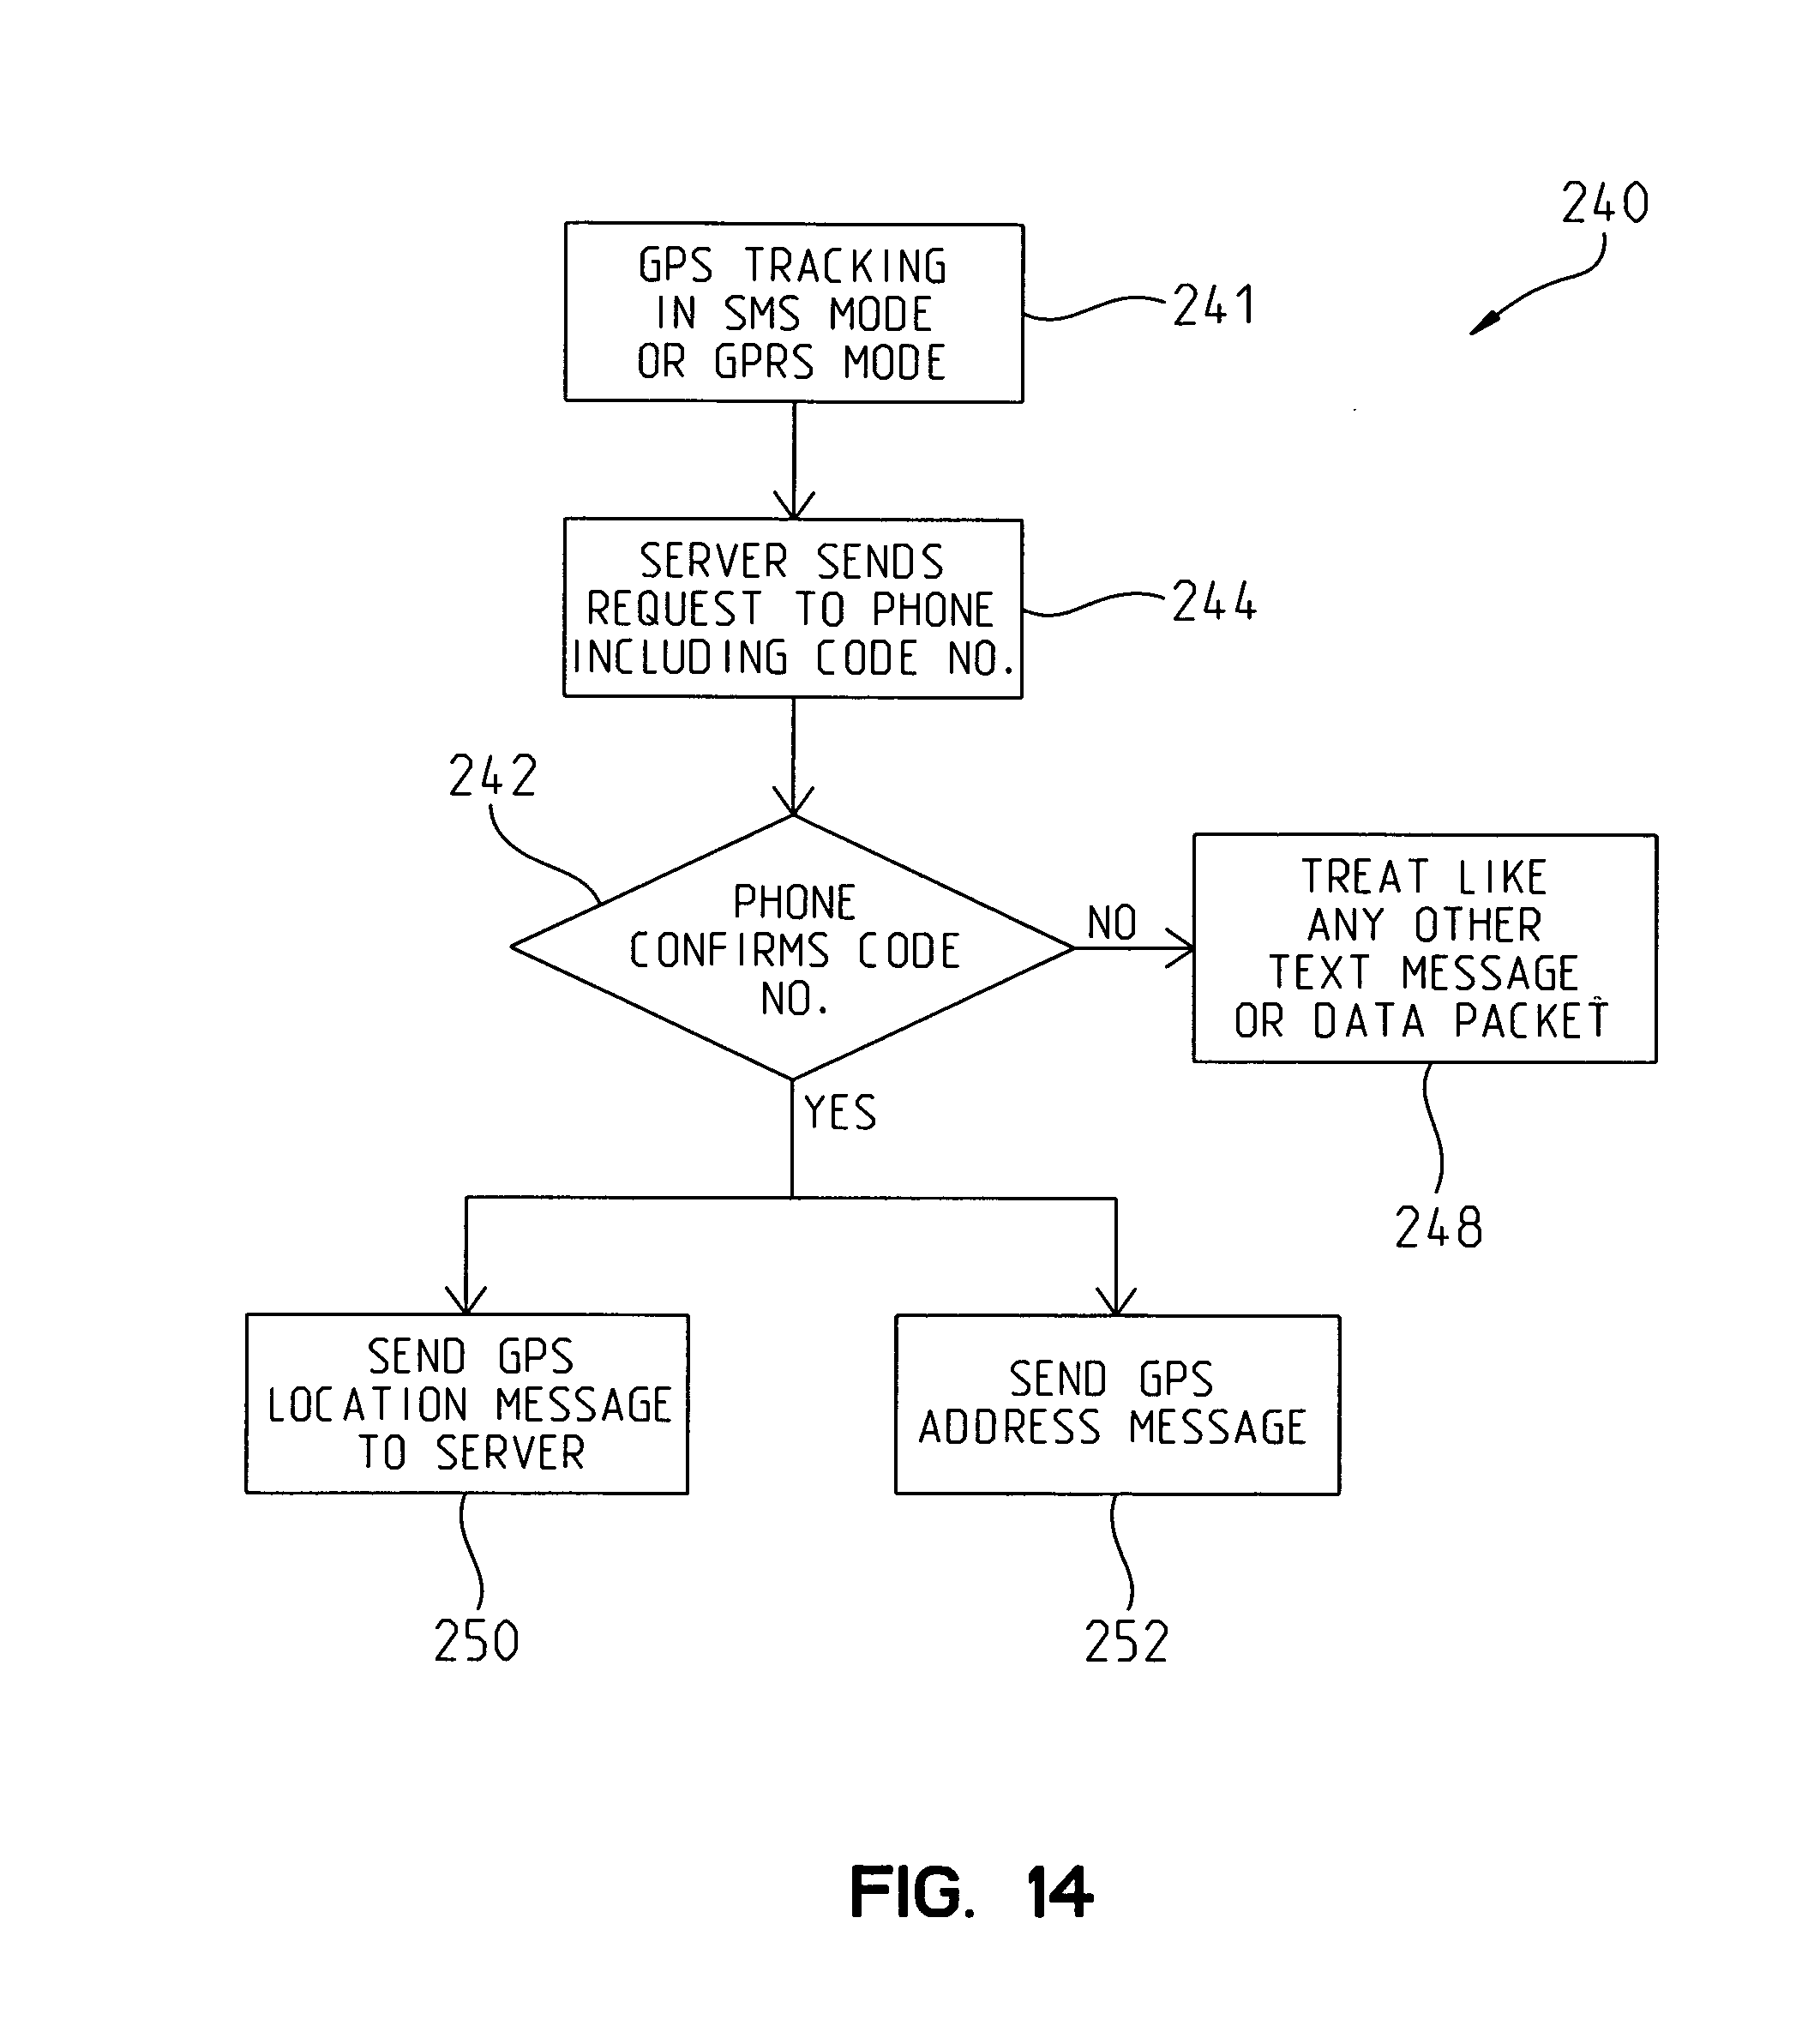 240
GPS TRACKING
IN SMS MODE
OR GPRS MODE
241
SERVER SENDS
REQUEST TO PHONE
INCLUDING CODE NO.
244
242
PHONE
CONFIRMS CODE
NO.
NO
TREAT LIKE
ANY OTHER
TEXT MESSAGE
OR DATA PACKET
248
YES
SEND GPS
LOCATION MESSAGE
TO SERVER
250
SEND GPS
ADDRESS MESSAGE
252
FIG. 14